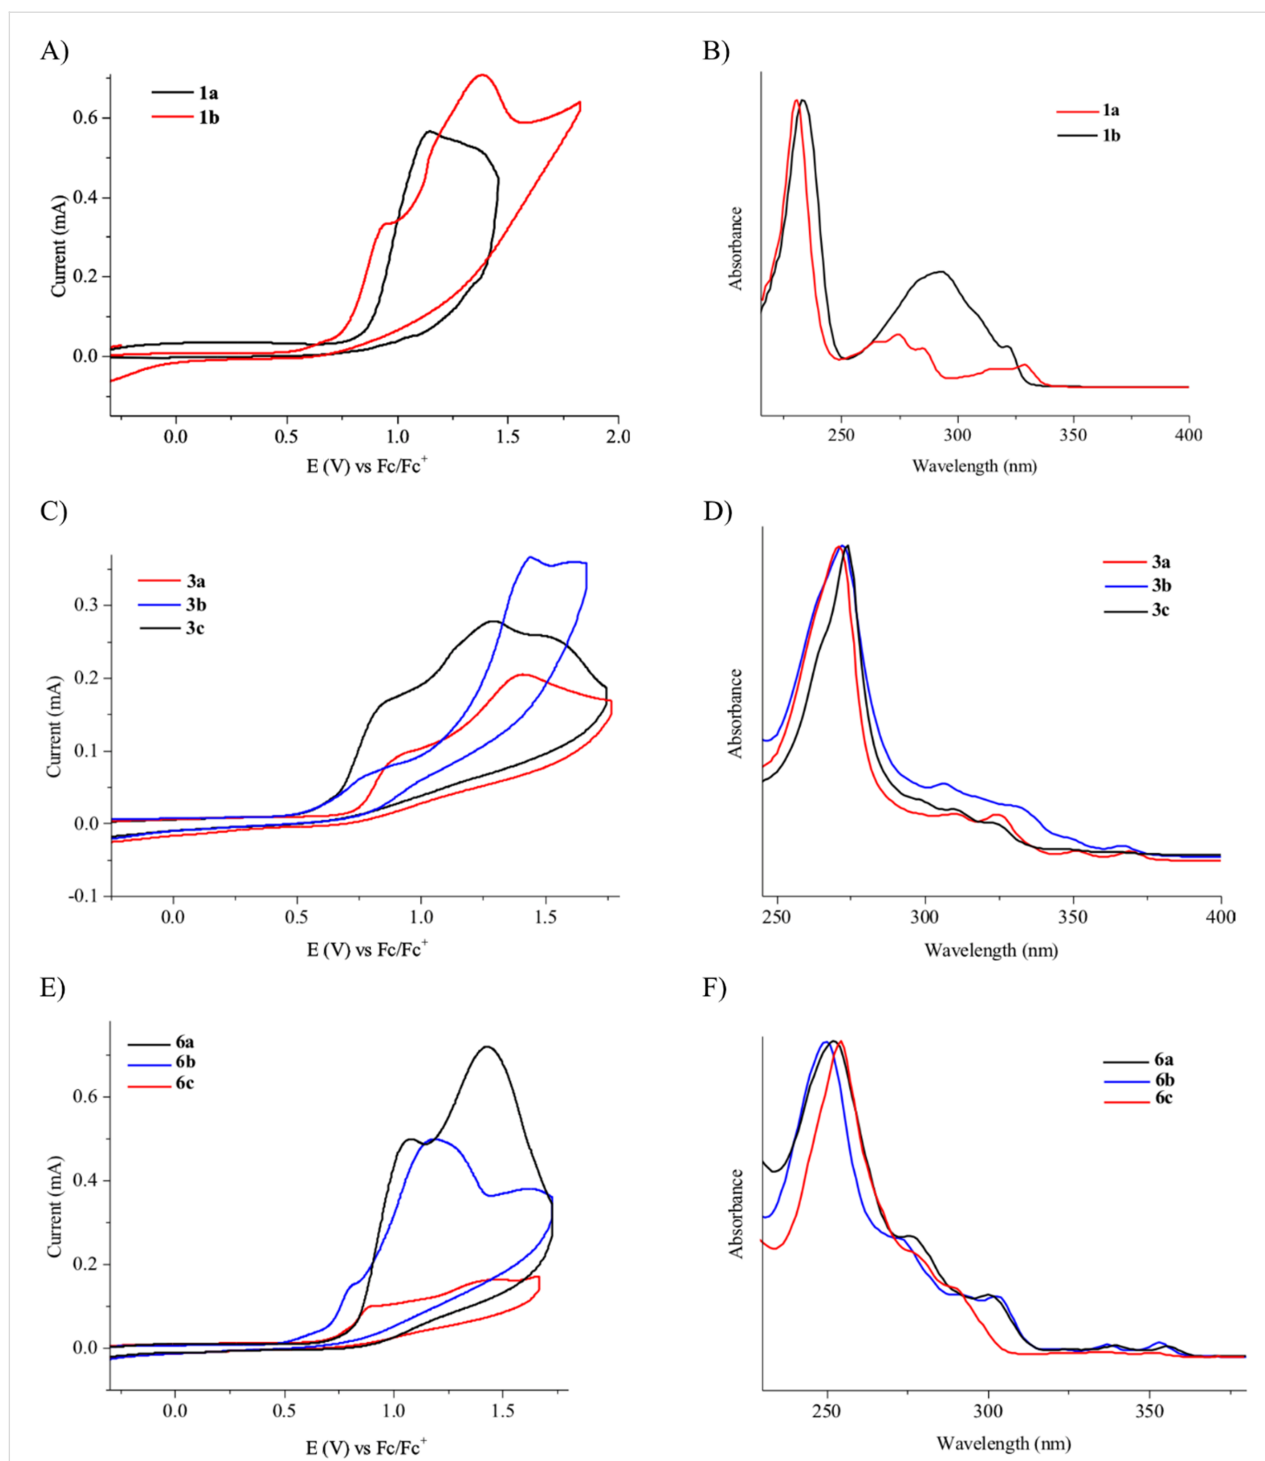 A)
1a
1b
0.6
0.4
0.2
0.0
Current (mA)
0.0 0.5 1.0 1.5 2.0
E (V) vs Fc/Fc+
B)
1a
1b
Absorbance
250 300 350 400
Wavelength (nm)
C)
3a
3b
3c
0.3
0.2
0.1
0.0
-0.1
Current (mA)
0.0 0.5 1.0 1.5
E (V) vs Fc/Fc+
D)
3a
3b
3c
Absorbance
250 300 350 400
Wavelength (nm)
E)
6a
6b
6c
0.6
0.4
0.2
0.0
Current (mA)
0.0 0.5 1.0 1.5
E (V) vs Fc/Fc+
F)
6a
6b
6c
Absorbance
250 300 350
Wavelength (nm)